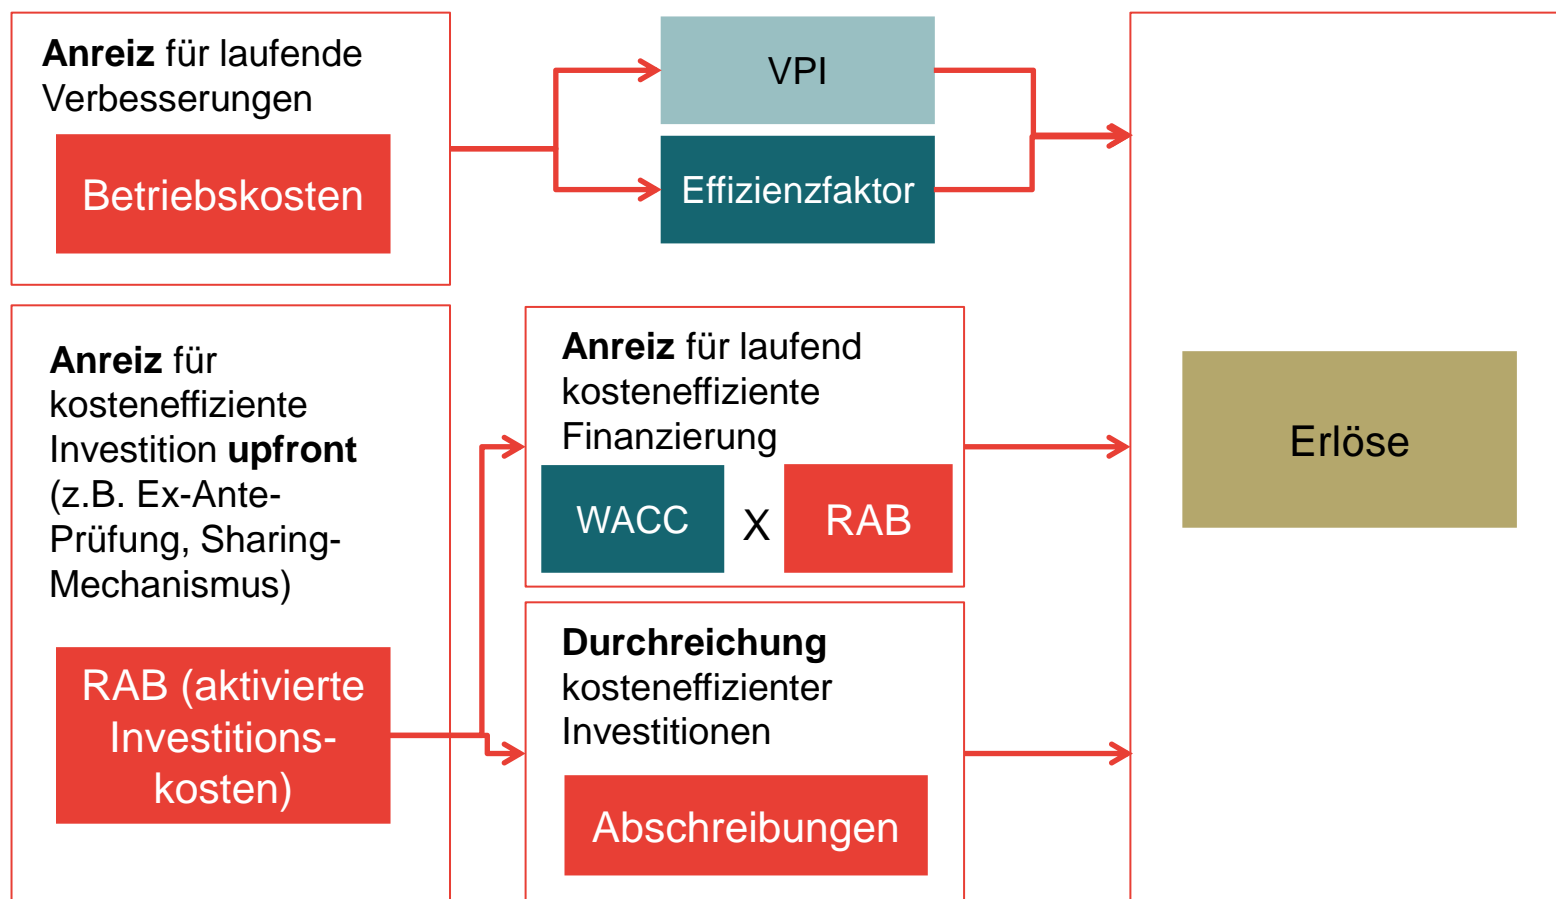 Anreiz für laufende
Verbesserungen
Betriebskosten
VPI
Effizienzfaktor
Anreiz für
kosteneffiziente
Investition upfront
(z.B. Ex-Ante-
Prüfung, Sharing-
Mechanismus)
RAB (aktivierte
Investitions-
kosten)
Anreiz für laufend
kosteneffiziente
Finanzierung
WACC X RAB
Durchreichung
kosteneffizienter
Investitionen
Abschreibungen
Erlöse